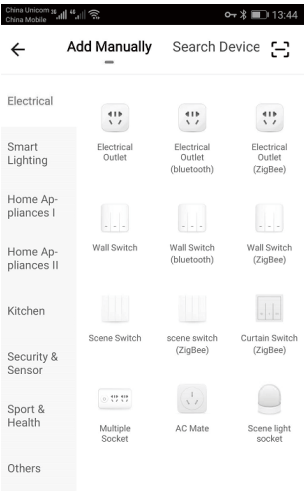 China Unicom 2G 4G
China Mobile
13:44
Add Manually
Search Device
Electrical
Smart
Lighting
Home Ap-
pliances I
Home Ap-
pliances II
Kitchen
Security &
Sensor
Sport &
Health
Others
Electrical
Outlet
Electrical
Outlet
(bluetooth)
Electrical
Outlet
(ZigBee)
Wall Switch
Wall Switch
(bluetooth)
Wall Switch
(ZigBee)
Scene Switch
scene switch
(ZigBee)
Curtain Switch
(ZigBee)
Multiple
Socket
AC Mate
Scene light
socket